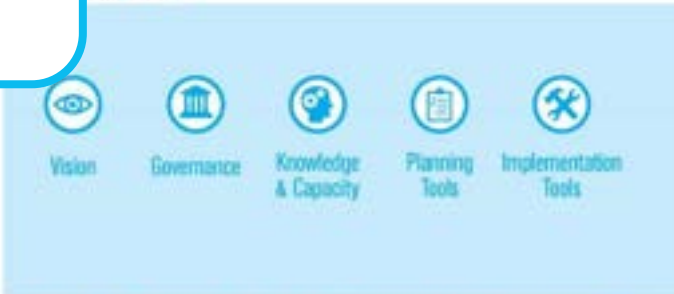 Vision
Governance
Knowledge
& Capacity
Planning
Tools
Implementation
Tools